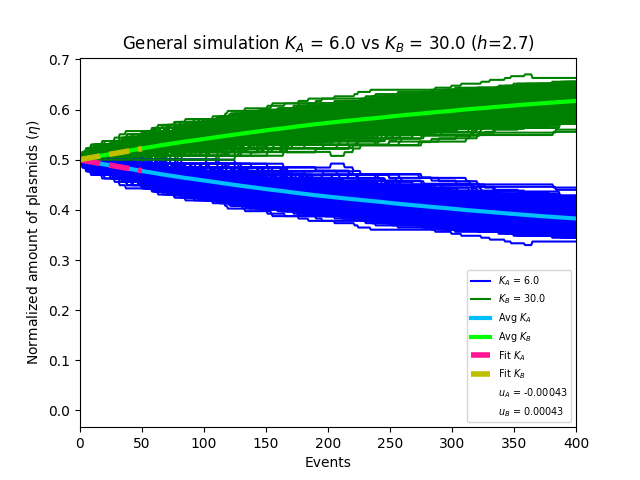 General simulation K_A = 6.0 vs K_B = 30.0 (h=2.7)
Normalized amount of plasmids (η)
0.7
0.6
0.5
0.4
0.3
0.2
0.1
0.0
K_A = 6.0
K_B = 30.0
Avg K_A
Avg K_B
Fit K_A
Fit K_B
u_A = -0.00043
u_B = 0.00043
0 50 100 150 200 250 300 350 400
Events